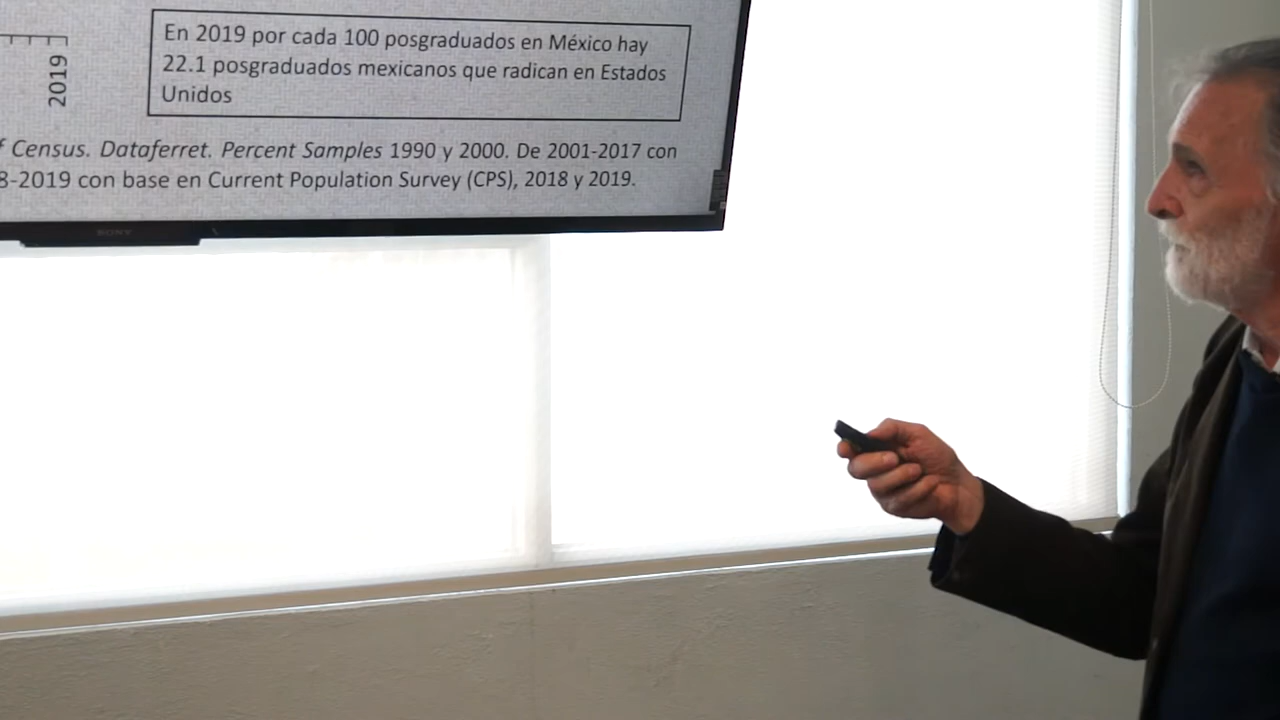 2019
En 2019 por cada 100 posgraduados en México hay
22.1 posgraduados mexicanos que radican en Estados
Unidos
f Census. Dataferret. Percent Samples 1990 y 2000. De 2001-2017 con
8-2019 con base en Current Population Survey (CPS), 2018 y 2019.
SONY